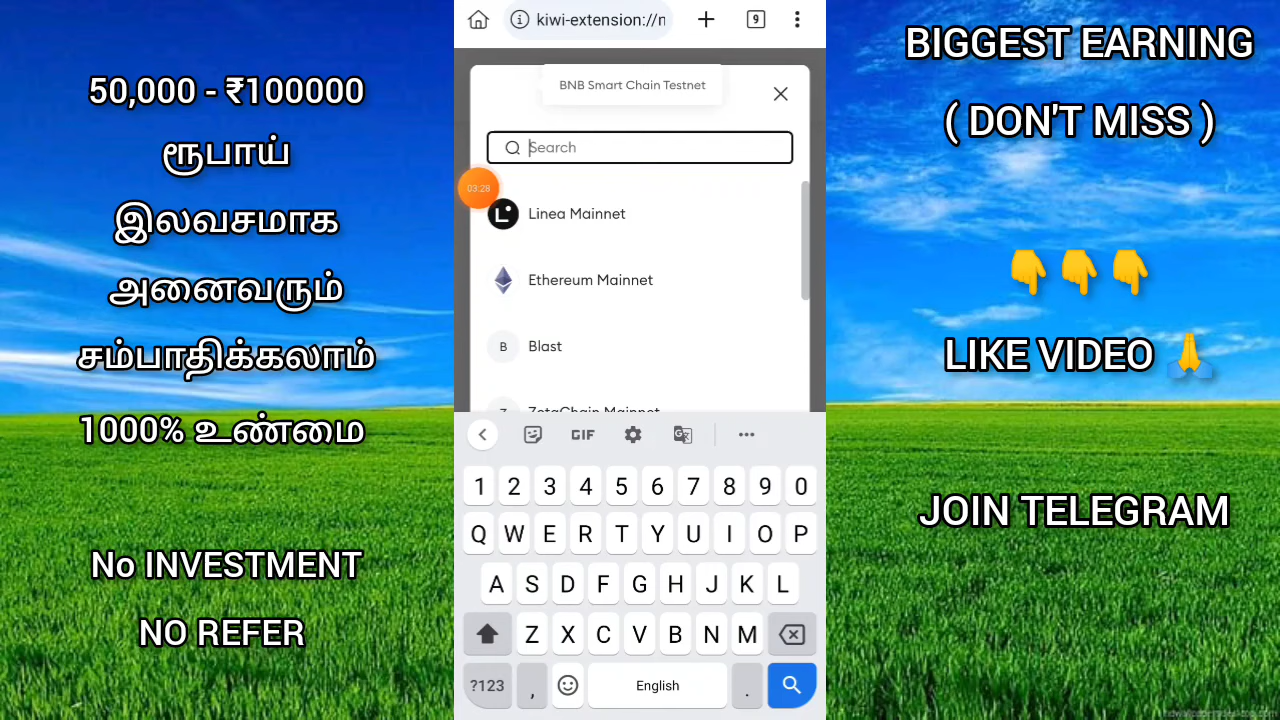 50,000 - ₹100000
ரூபாய்
இலவசமாக
அனைவரும்
சம்பாதிக்கலாம்
1000% உண்மை
No INVESTMENT
NO REFER
9
kiwi-extension://n
BNB Smart Chain Testnet
Search
03:28
Linea Mainnet
Ethereum Mainnet
B Blast
ZetaChain Mainnet
GIF
1 2 3 4 5 6 7 8 9 0
Q W E R T Y U I O P
A S D F G H J K L
Z X C V B N M
?123 , English .
BIGGEST EARNING
( DON'T MISS )
👇👇👇
LIKE VIDEO 🙏
JOIN TELEGRAM